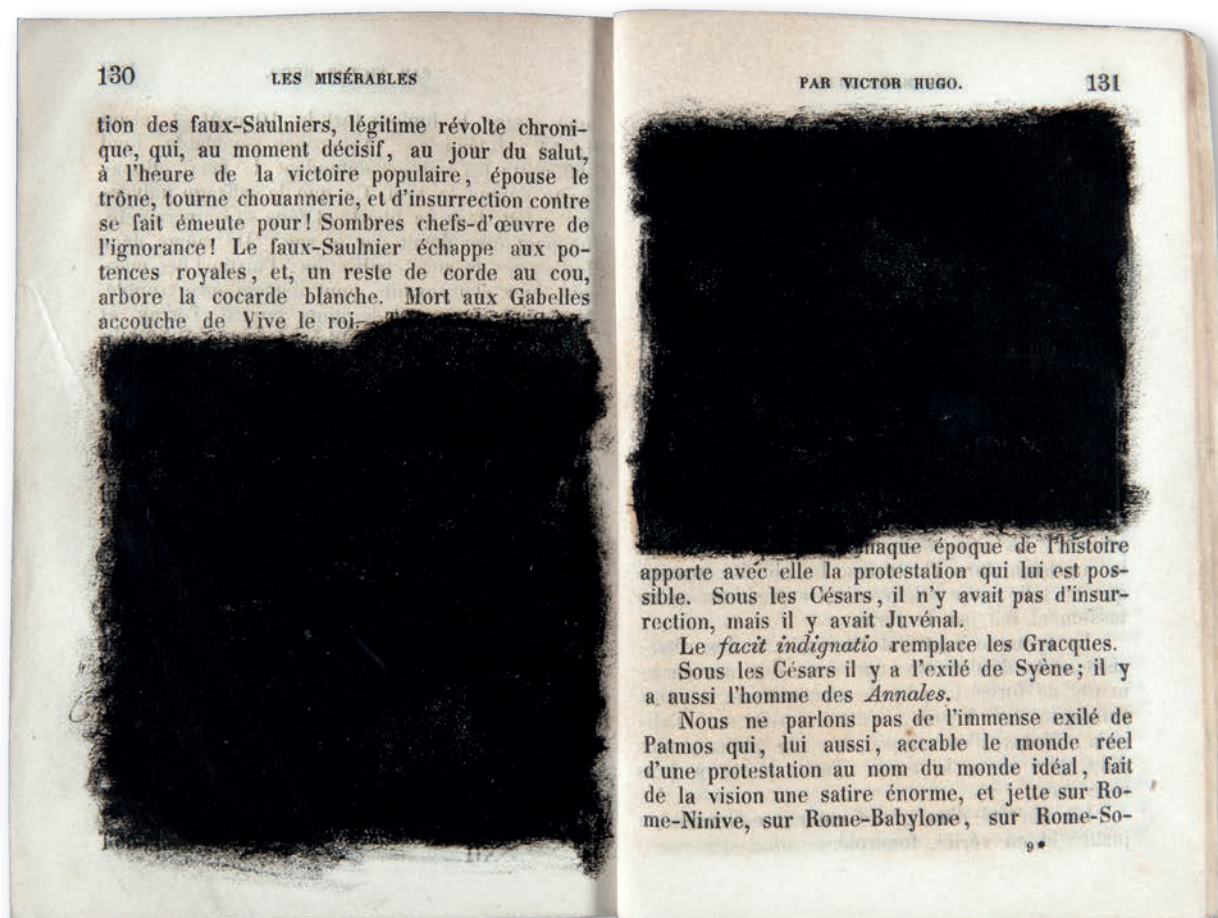 130
LES MISÉRABLES
tion des faux-Saulniers, légitime révolte chroni-
que, qui, au moment décisif, au jour du salut,
à l'heure de la victoire populaire, épouse le
trône, tourne chouannerie, et d'insurrection contre
se fait émeute pour! Sombres chefs-d'œuvre de
l'ignorance! Le faux-Saulnier échappe aux po-
tences royales, et, un reste de corde au cou,
arbore la cocarde blanche. Mort aux Gabelles
accouche de Vive le roi.
PAR VICTOR HUGO.
131
époque de l'histoire
apporte avec elle la protestation qui lui est pos-
sible. Sous les Césars, il n'y avait pas d'insur-
rection, mais il y avait Juvénal.
Le facit indignatio remplace les Gracques.
Sous les Césars il y a l'exilé de Syène; il y
a aussi l'homme des Annales.
Nous ne parlons pas de l'immense exilé de
Patmos qui, lui aussi, accable le monde réel
d'une protestation au nom du monde idéal, fait
de la vision une satire énorme, et jette sur Ro-
me-Ninive, sur Rome-Babylone, sur Rome-So-
9*